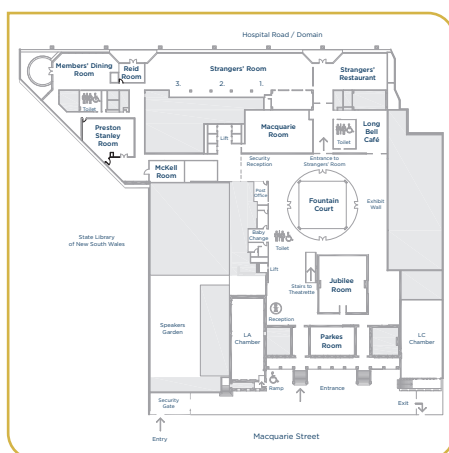 Hospital Road / Domain
Members' Dining
Room
Reid
Room
Strangers' Room
Strangers'
Restaurant
3.
2.
1.
Toilet
Preston
Stanley
Room
Lift
Macquarie
Room
Toilet
Long
Bell
Café
McKell
Room
Security
Reception
Entrance to
Strangers' Room
Post
Office
Fountain
Court
Exhibit
Wall
State Library
of New South Wales
Baby
Change
Toilet
Lift
Stairs to
Theatrette
Jubilee
Room
Reception
Speakers
Garden
LA
Chamber
Parkes
Room
LC
Chamber
Ramp
Entrance
Security
Gate
Exit
Entry
Macquarie Street